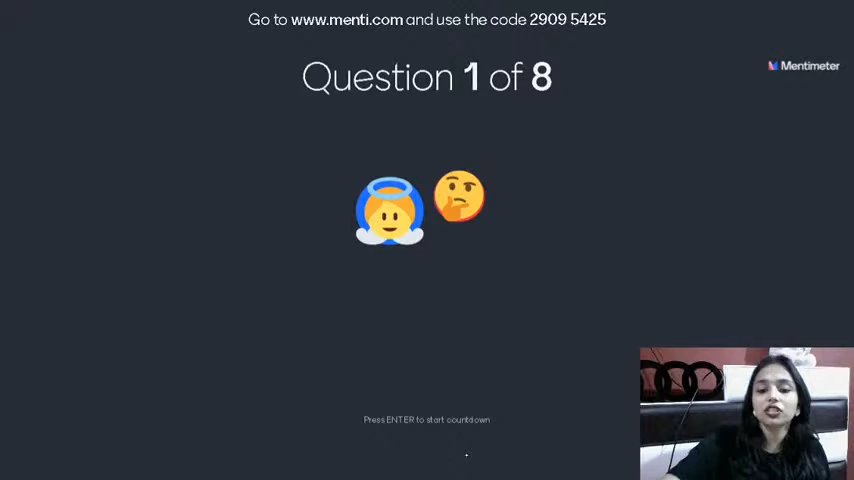 Go to www.menti.com and use the code 2909 5425
Question 1 of 8
Mentimeter
Press ENTER to start countdown